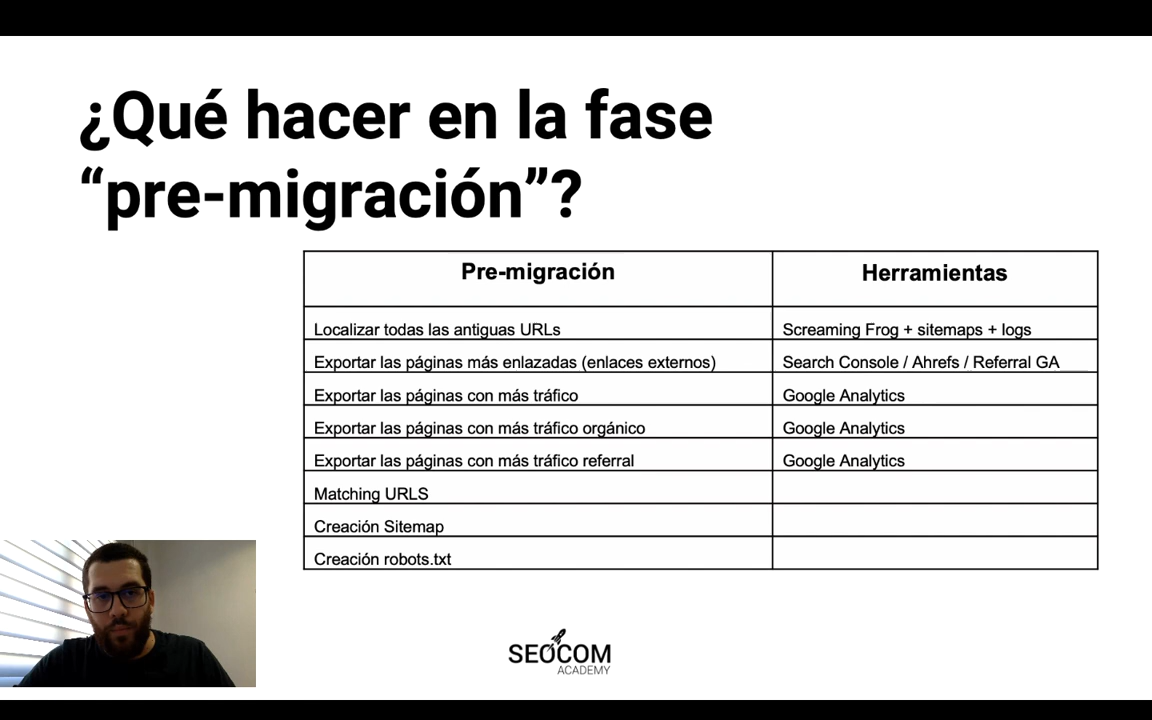 ¿Qué hacer en la fase
“pre-migración”?
Pre-migración
Herramientas
Localizar todas las antiguas URLs
Screaming Frog + sitemaps + logs
Exportar las páginas más enlazadas (enlaces externos)
Search Console / Ahrefs / Referral GA
Exportar las páginas con más tráfico
Google Analytics
Exportar las páginas con más tráfico orgánico
Google Analytics
Exportar las páginas con más tráfico referral
Google Analytics
Matching URLS
Creación Sitemap
Creación robots.txt
SEOCOM
ACADEMY